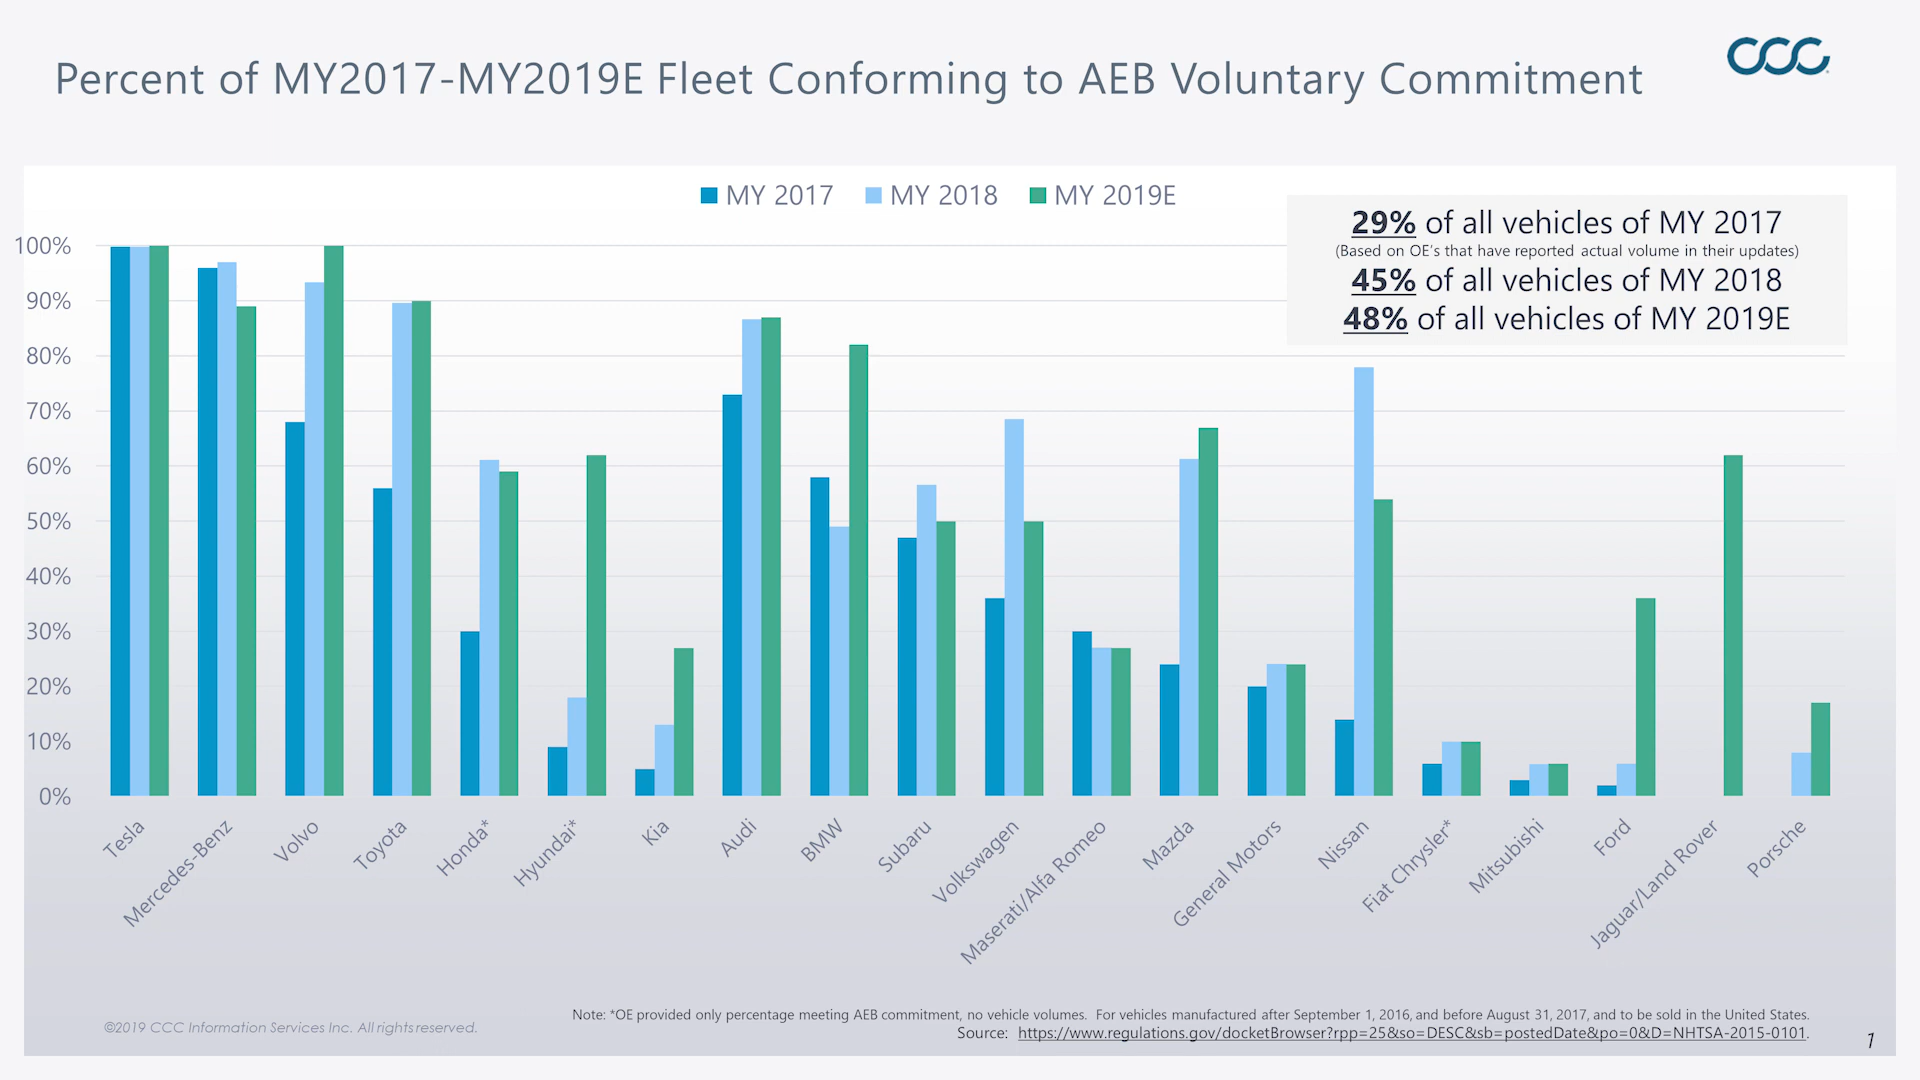 CCC
Percent of MY2017-MY2019E Fleet Conforming to AEB Voluntary Commitment
MY 2017 MY 2018 MY 2019E
29% of all vehicles of MY 2017
(Based on OE's that have reported actual volume in their updates)
45% of all vehicles of MY 2018
48% of all vehicles of MY 2019E
100%
90%
80%
70%
60%
50%
40%
30%
20%
10%
0%
Tesla
Mercedes-Benz
Volvo
Toyota
Honda*
Hyundai*
Kia
Audi
BMW
Subaru
Volkswagen
Maserati/Alfa Romeo
Mazda
General Motors
Nissan
Fiat Chrysler*
Mitsubishi
Ford
Jaguar/Land Rover
Porsche
Note: *OE provided only percentage meeting AEB commitment, no vehicle volumes. For vehicles manufactured after September 1, 2016, and before August 31, 2017, and to be sold in the United States.
Source: https://www.regulations.gov/docketBrowser?rpp=25&so=DESC&sb=postedDate&po=0&D=NHTSA-2015-0101.
©2019 CCC Information Services Inc. All rights reserved.
1